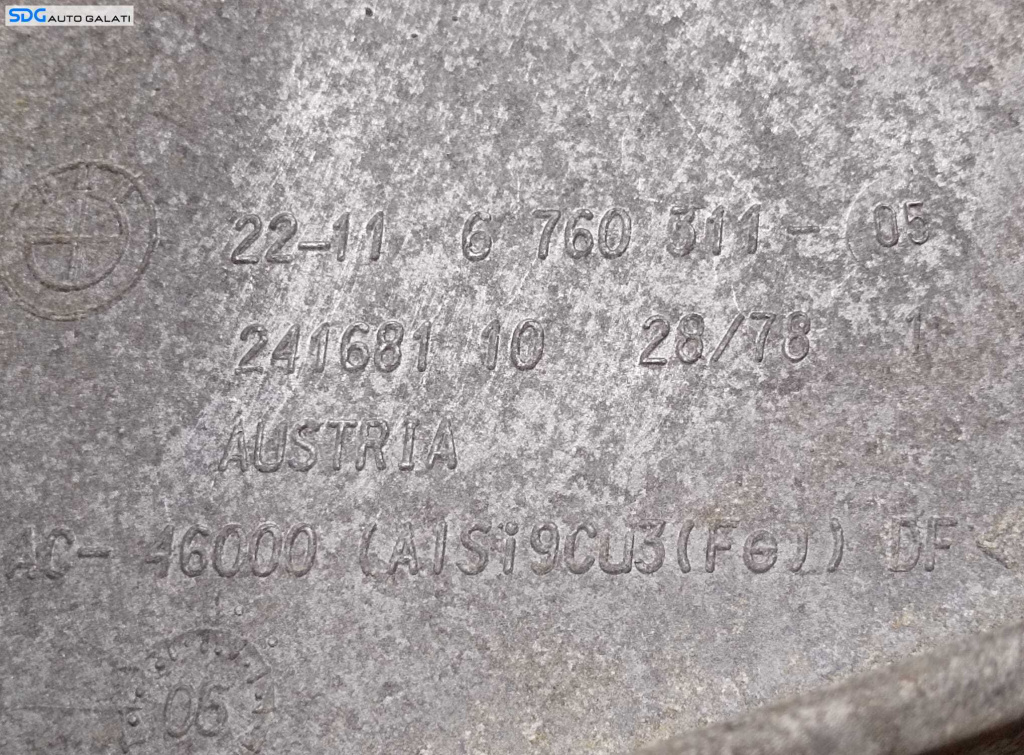 SDG AUTO GALATI
22-11 6 760 311- 05
241681 10 28/78 1
AUSTRIA
AC- 46000 (AlSi9Cu3(Fe)) DF <
06